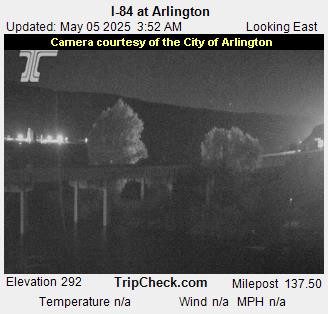 I-84 at Arlington
Updated: May 05 2025 3:52 AM Looking East
Camera courtesy of the City of Arlington
Elevation 292 TripCheck.com Milepost 137.50
Temperature n/a Wind n/a MPH n/a